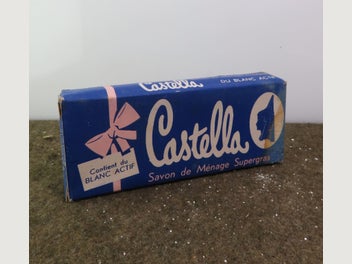 Castella
DU BLANC ACTIF
Castella
Contient du
BLANC ACTIF
Savon de Ménage Supergras